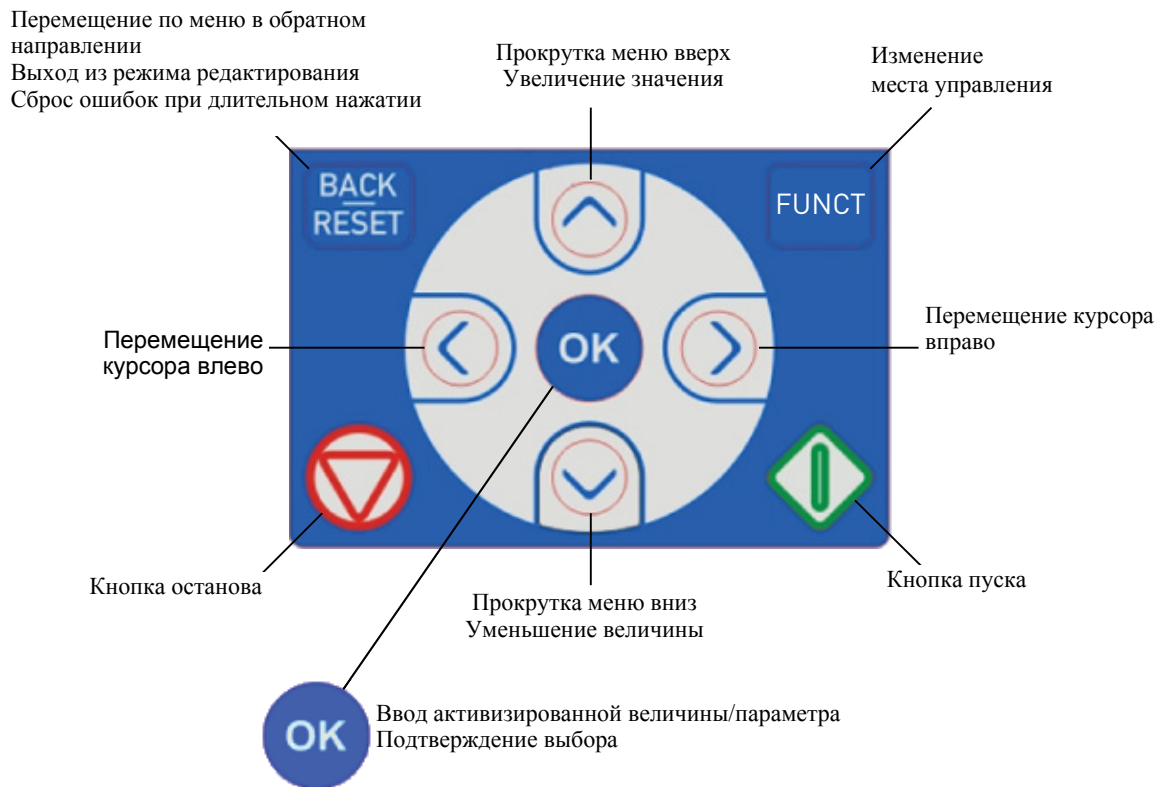 Перемещение по меню в обратном
направлении
Выход из режима редактирования
Сброс ошибок при длительном нажатии
Прокрутка меню вверх
Увеличение значения
Изменение
места управления
BACK
RESET
FUNCT
Перемещение
курсора влево
OK
Перемещение курсора
вправо
Кнопка останова
Прокрутка меню вниз
Уменьшение величины
Кнопка пуска
OK
Ввод активизированной величины/параметра
Подтверждение выбора